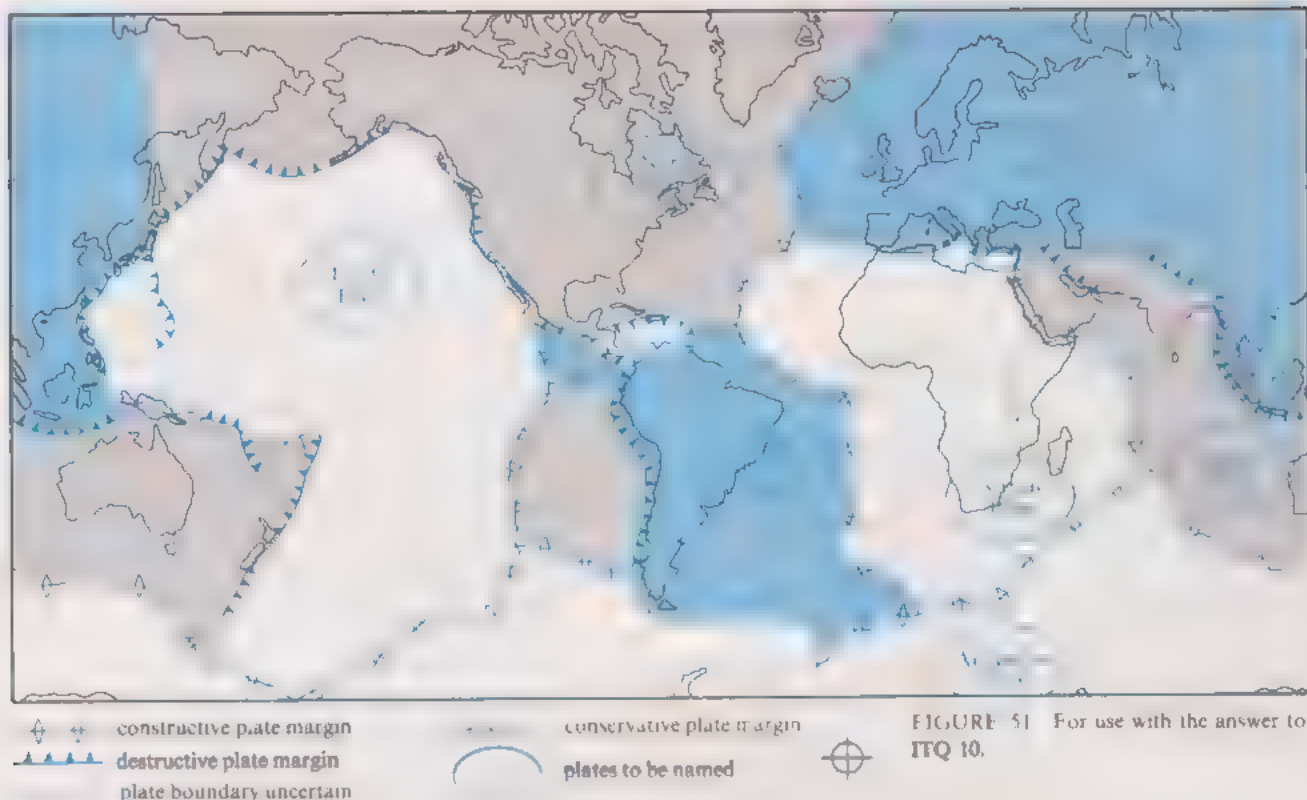 constructive plate margin
destructive plate margin
plate boundary uncertain
conservative plate margin
plates to be named
FIGURE 51 For use with the answer to
ITQ 10.